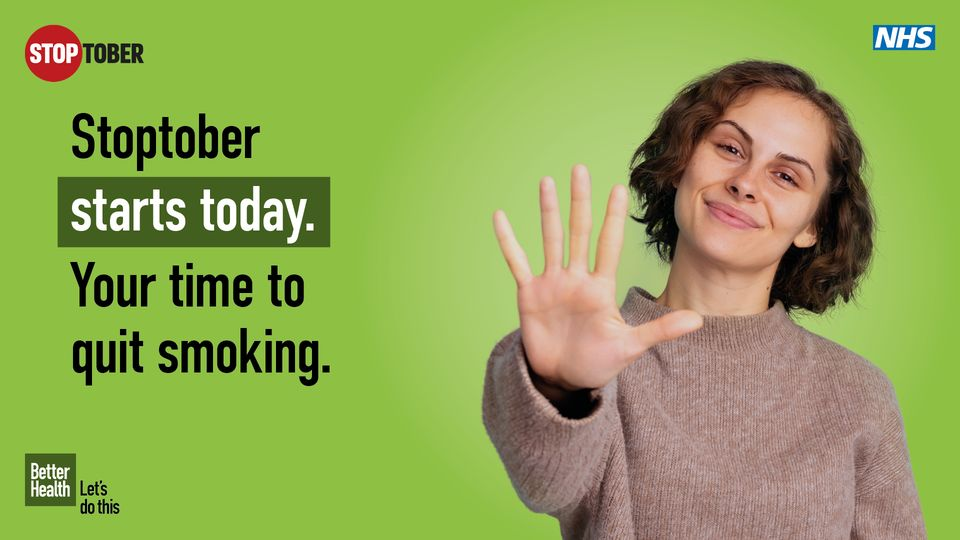 STOPTOBER
NHS
Stoptober
starts today.
Your time to
quit smoking.
Better
Health
Let's
do this